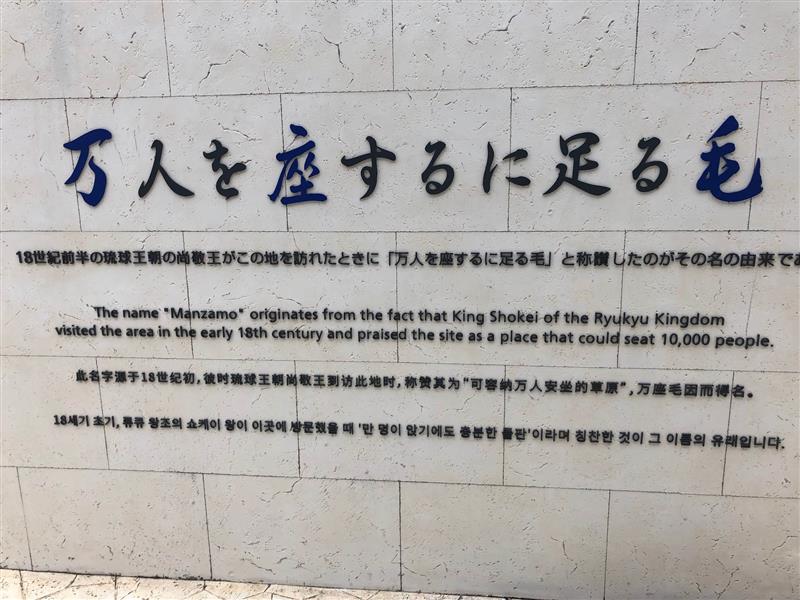 万人を座するに足る毛
18世紀前半の琉球王朝の尚敬王がこの地を訪れたときに「万人を座するに足る毛」と称讃したのがその名の由来であ
The name "Manzamo" originates from the fact that King Shokei of the Ryukyu Kingdom
visited the area in the early 18th century and praised the site as a place that could seat 10,000 people.
此名字源于18世纪初，彼时琉球王朝尚敬王到访此地时，称赞其为“可容纳万人安坐的草原”，万座毛因而得名。
18세기 초기, 류큐 왕조의 쇼케이 왕이 이곳에 방문했을 때 '만 명이 앉기에도 충분한 들판'이라며 칭찬한 것이 그 이름의 유래입니다.